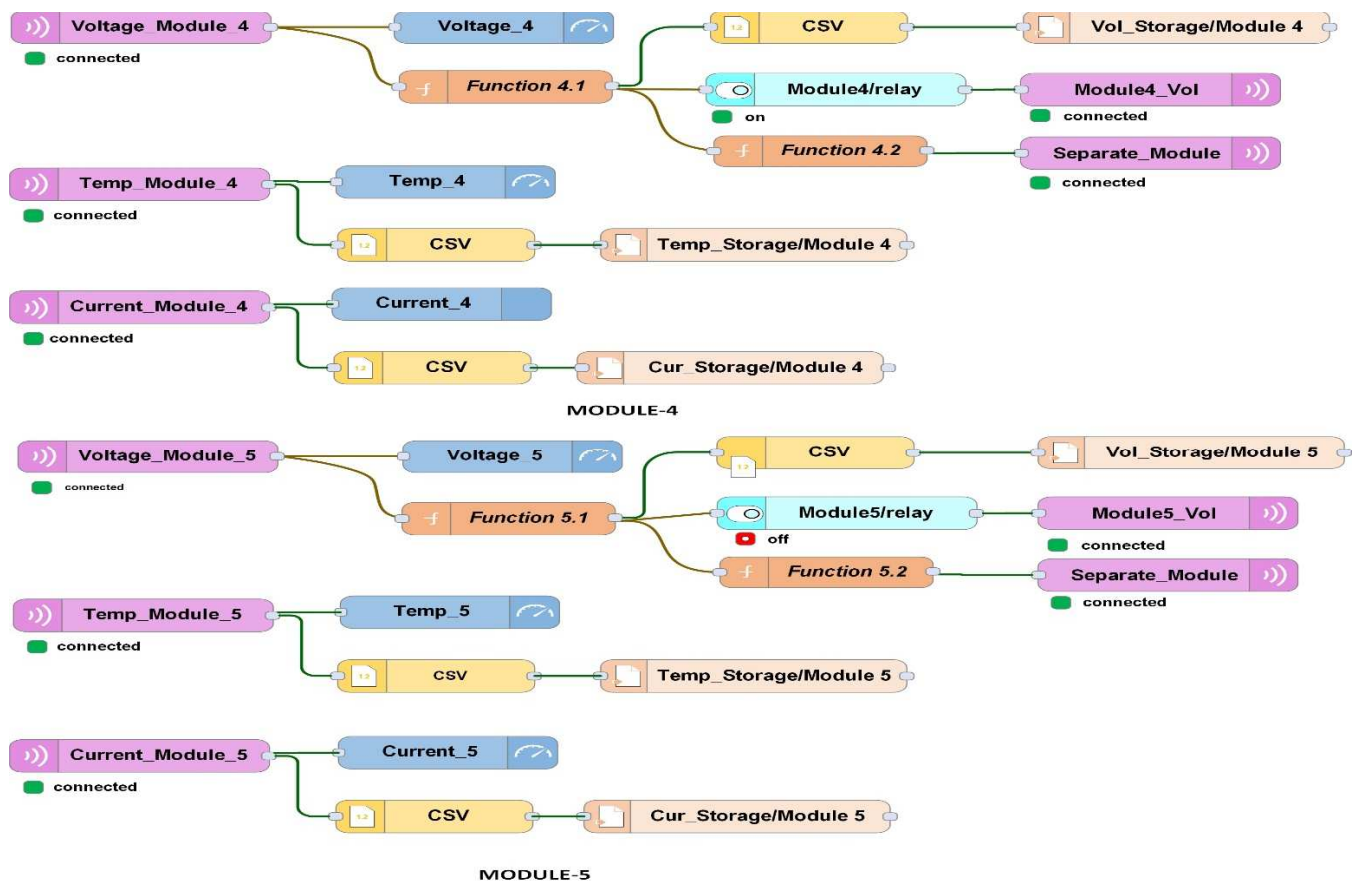 Voltage_Module_4
connected
Voltage_4
CSV
Vol_Storage/Module 4
Function 4.1
Module4/relay
on
Module4_Vol
connected
Function 4.2
Separate_Module
connected
Temp_Module_4
connected
Temp_4
CSV
Temp_Storage/Module 4
Current_Module_4
connected
Current_4
CSV
Cur_Storage/Module 4
MODULE-4
Voltage_Module_5
connected
Voltage_5
CSV
Vol_Storage/Module 5
Function 5.1
Module5/relay
off
Module5_Vol
connected
Function 5.2
Separate_Module
connected
Temp_Module_5
connected
Temp_5
CSV
Temp_Storage/Module 5
Current_Module_5
connected
Current_5
CSV
Cur_Storage/Module 5
MODULE-5